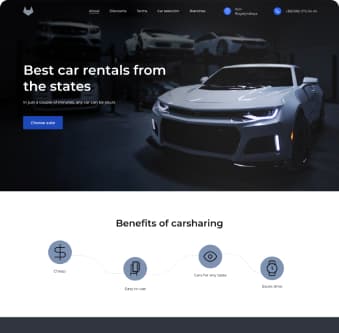 About Discounts Terms Car selection Branches
Best car rentals from
the states
In just a couple of minutes, any car can be yours
Choose auto
Benefits of carsharing
Cheap
Easy to use
Cars for any taste
Saves time